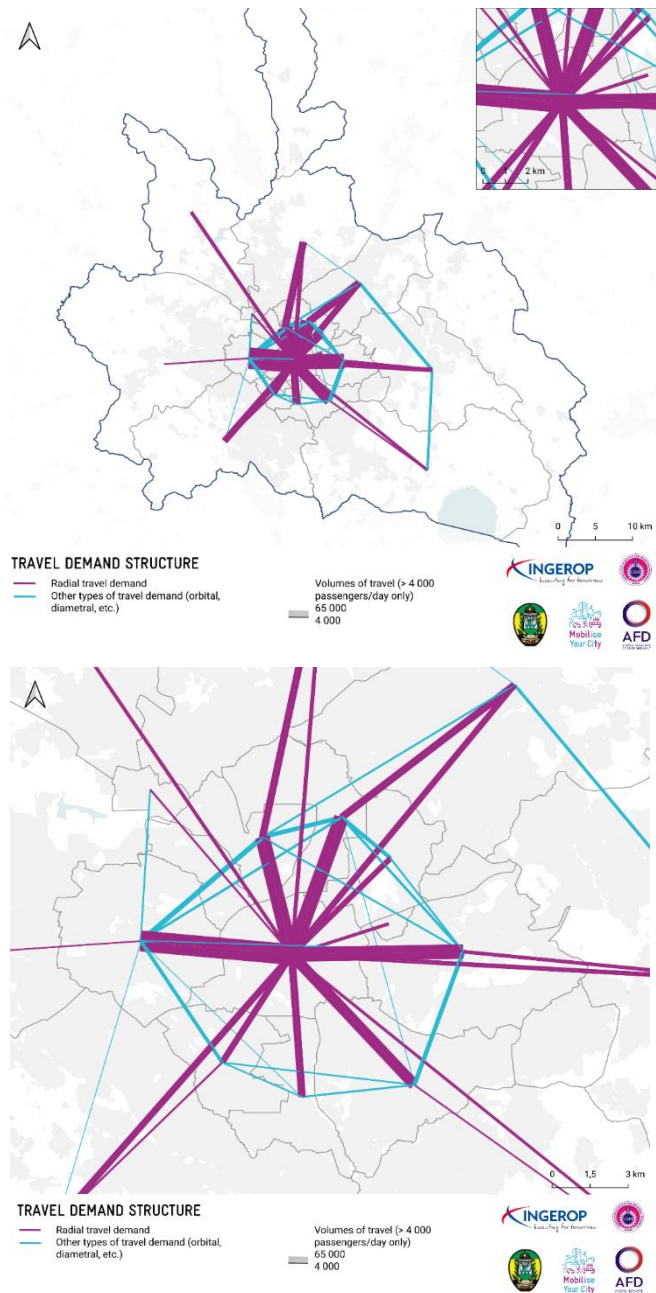 0 1 2 km
0 5 10 km
TRAVEL DEMAND STRUCTURE
Radial travel demand
Other types of travel demand (orbital,
diametral, etc.)
Volumes of travel (> 4 000
passengers/day only)
65 000
4 000
INGEROP
Inventing for tomorrow
Mobilise
Your City
AFD
0 1,5 3 km
TRAVEL DEMAND STRUCTURE
Radial travel demand
Other types of travel demand (orbital,
diametral, etc.)
Volumes of travel (> 4 000
passengers/day only)
65 000
4 000
INGEROP
Inventing for tomorrow
Mobilise
Your City
AFD